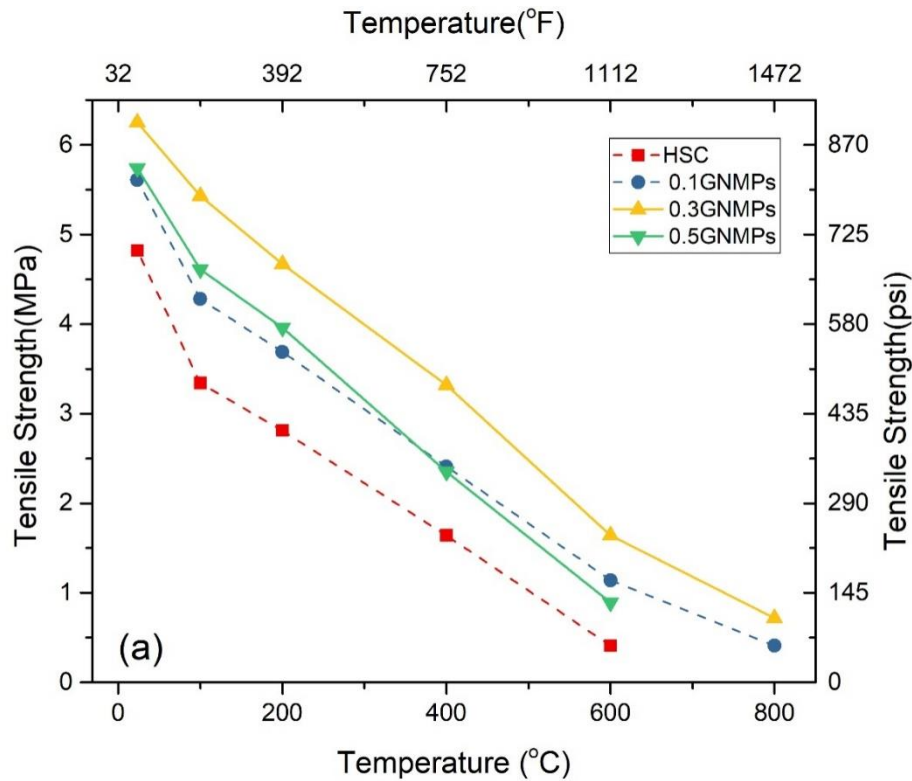 Temperature(°F)
32 392 752 1112 1472
6 870
HSC
0.1GNMPs
0.3GNMPs
0.5GNMPs
5 725
4 580
3 435
2 290
1 145
0 0
Tensile Strength(MPa)
Tensile Strength(psi)
(a)
0 200 400 600 800
Temperature (°C)